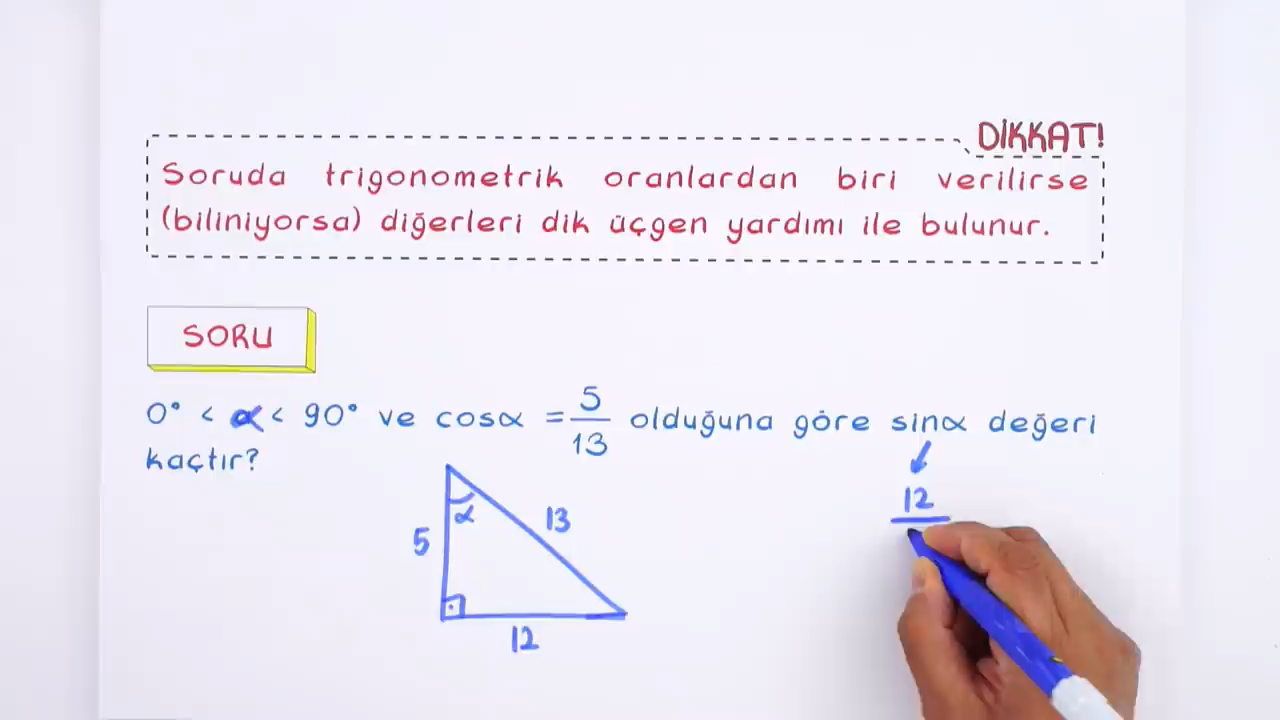 DİKKAT!
Soruda trigonometrik oranlardan biri verilirse
(biliniyorsa) diğerleri dik üçgen yardımı ile bulunur.
SORU
0° < α < 90° ve cosα = 5/13 olduğuna göre sinα değeri
kaçtır?
12
α
13
5
12